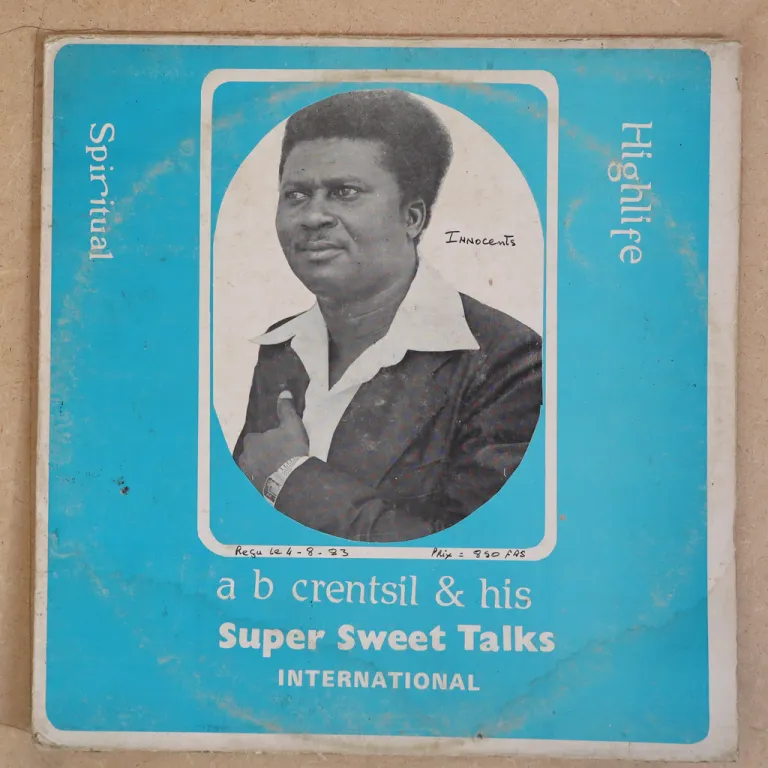 Spiritual
Highlife
Innocents
Reçu le 4 - 8 - 83
Prix = 850 FRS
a b crentsil & his
Super Sweet Talks
INTERNATIONAL